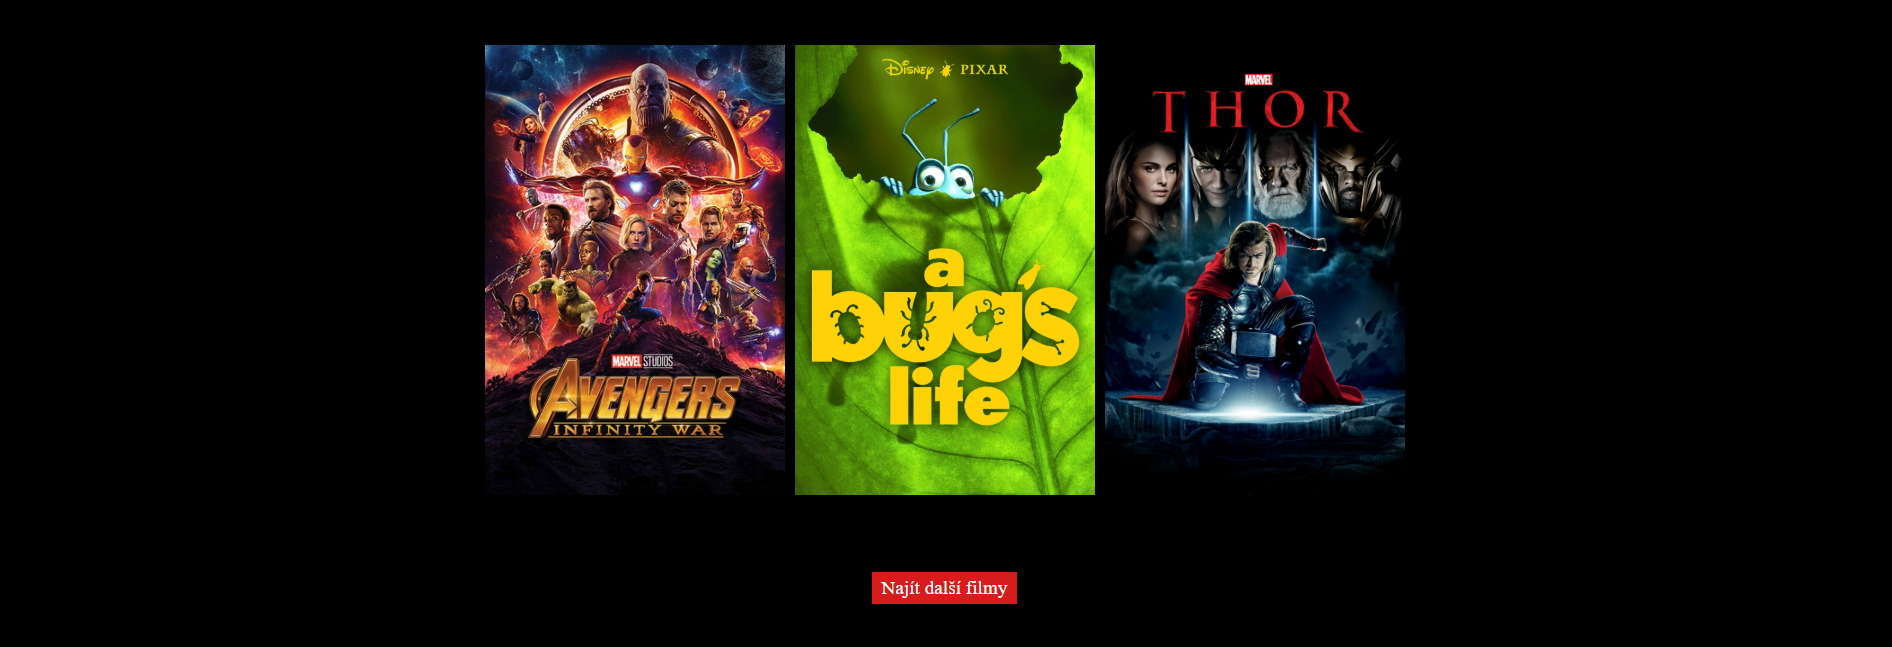 MARVEL STUDIOS
AVENGERS
INFINITY WAR
Disney PIXAR
a
bug's
life
MARVEL
THOR
Najít další filmy